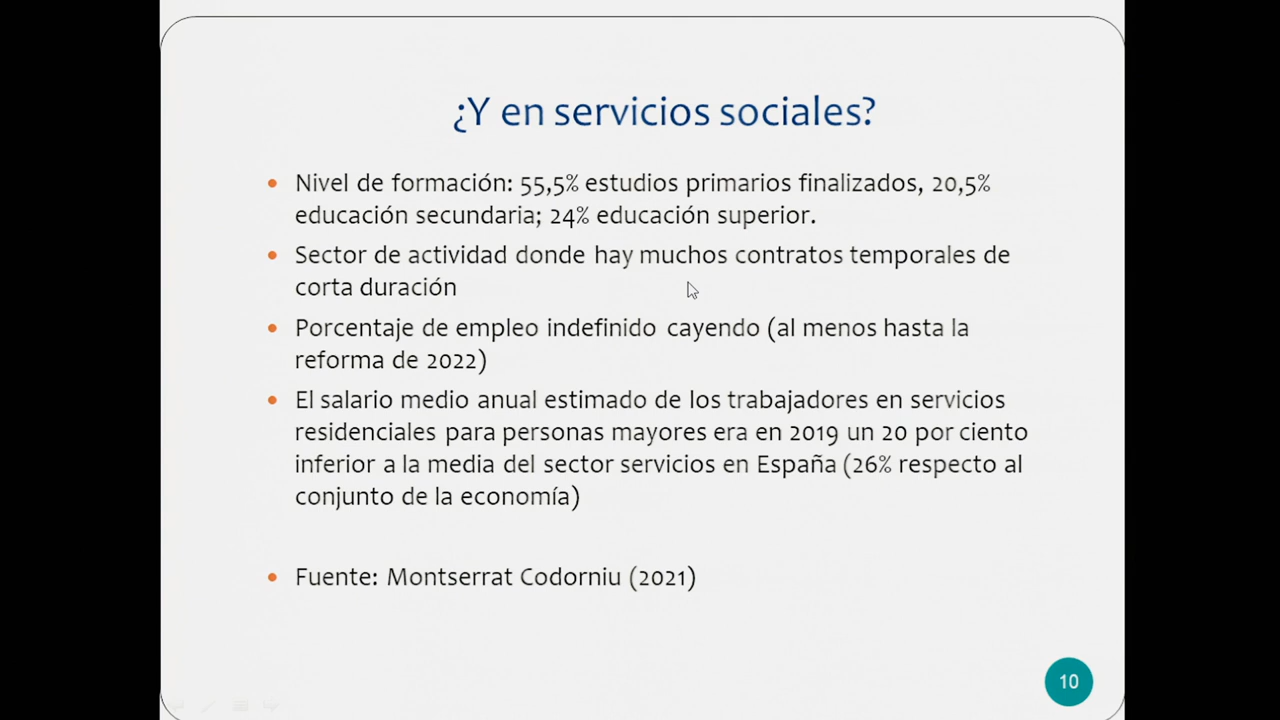 ¿Y en servicios sociales?
• Nivel de formación: 55,5% estudios primarios finalizados, 20,5%
educación secundaria; 24% educación superior.
• Sector de actividad donde hay muchos contratos temporales de
corta duración
• Porcentaje de empleo indefinido cayendo (al menos hasta la
reforma de 2022)
• El salario medio anual estimado de los trabajadores en servicios
residenciales para personas mayores era en 2019 un 20 por ciento
inferior a la media del sector servicios en España (26% respecto al
conjunto de la economía)
• Fuente: Montserrat Codorniu (2021)
10